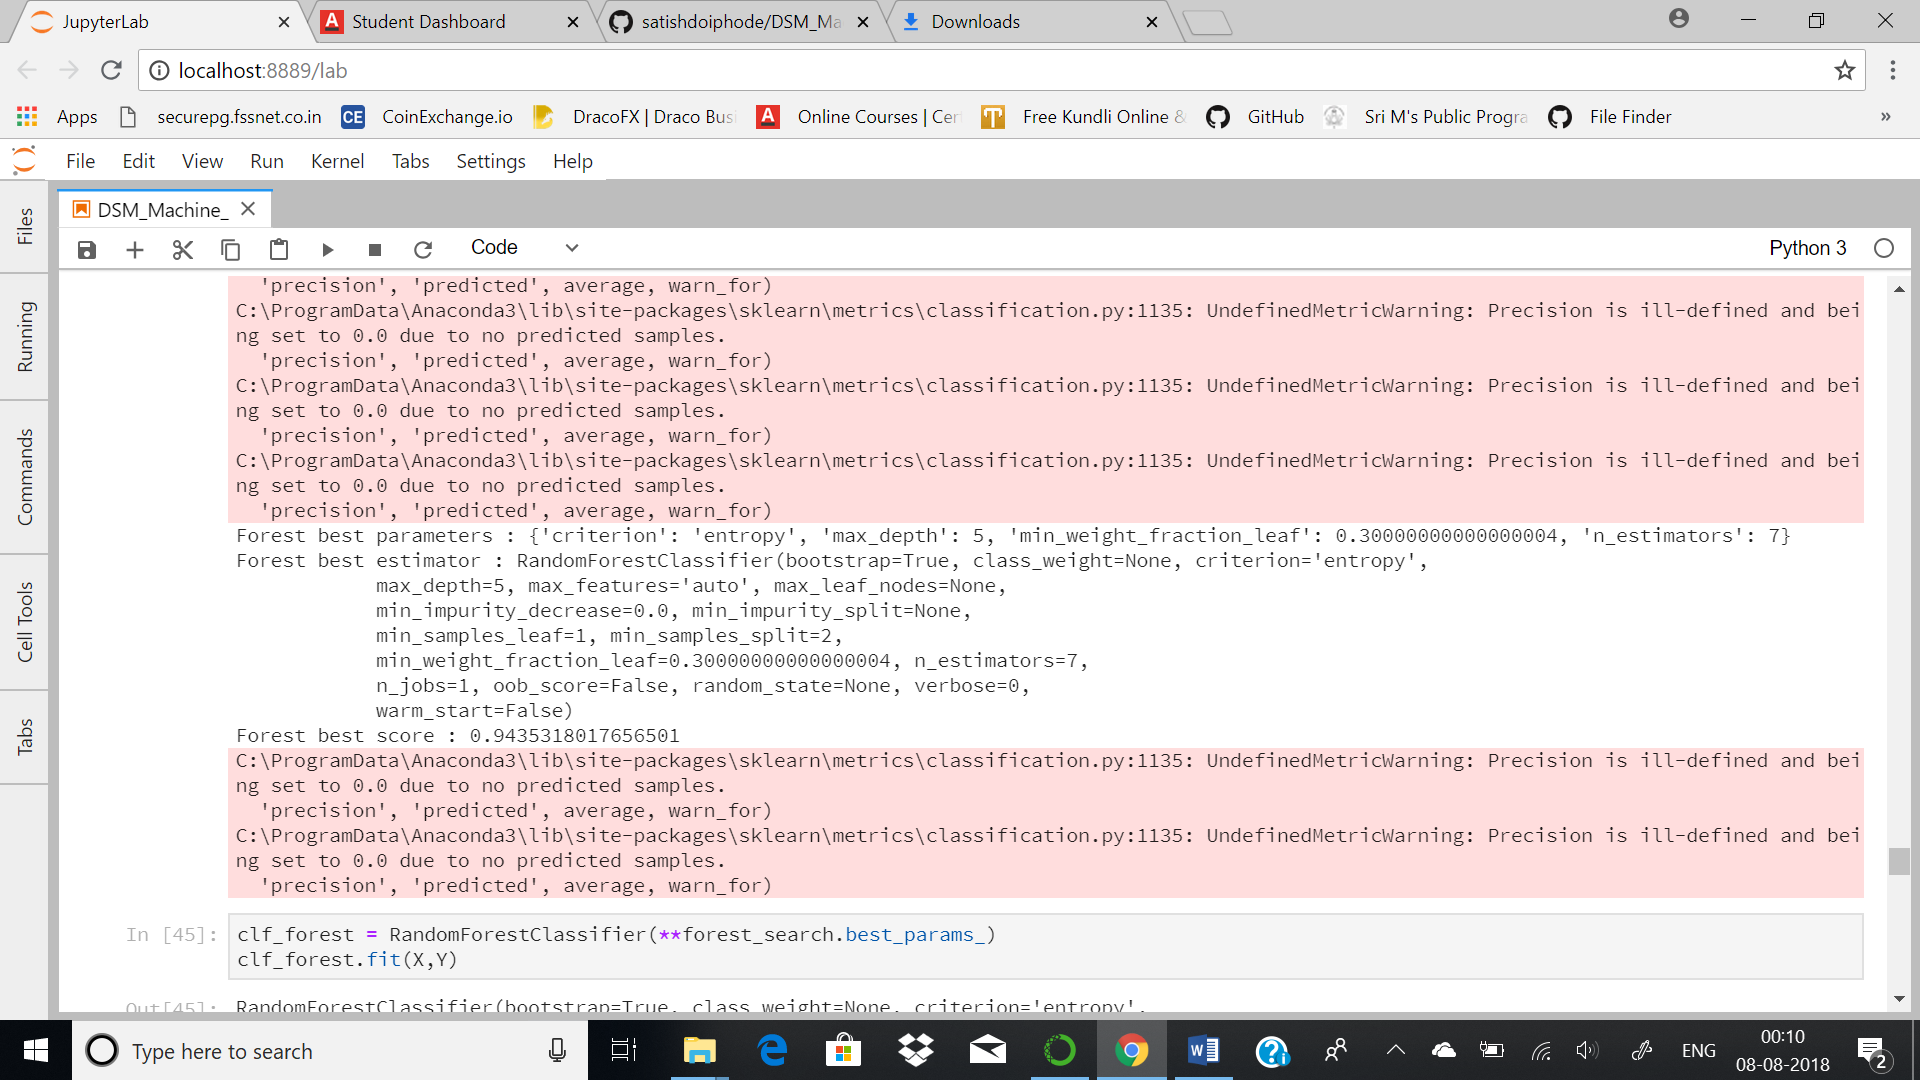 JupyterLab
Student Dashboard
satishdoiphode/DSM_Ma
Downloads
localhost:8889/lab
Apps
securepg.fssnet.co.in
CE
CoinExchange.io
DracoFX | Draco Busi
Online Courses | Cert
Free Kundli Online &
GitHub
Sri M's Public Progra
File Finder
»
File Edit View Run Kernel Tabs Settings Help
Files
Running
Commands
Cell Tools
Tabs
DSM_Machine_
Code
Python 3
'precision', 'predicted', average, warn_for)
C:\ProgramData\Anaconda3\lib\site-packages\sklearn\metrics\classification.py:1135: UndefinedMetricWarning: Precision is ill-defined and bei
ng set to 0.0 due to no predicted samples.
'precision', 'predicted', average, warn_for)
C:\ProgramData\Anaconda3\lib\site-packages\sklearn\metrics\classification.py:1135: UndefinedMetricWarning: Precision is ill-defined and bei
ng set to 0.0 due to no predicted samples.
'precision', 'predicted', average, warn_for)
C:\ProgramData\Anaconda3\lib\site-packages\sklearn\metrics\classification.py:1135: UndefinedMetricWarning: Precision is ill-defined and bei
ng set to 0.0 due to no predicted samples.
'precision', 'predicted', average, warn_for)
Forest best parameters : {'criterion': 'entropy', 'max_depth': 5, 'min_weight_fraction_leaf': 0.30000000000000004, 'n_estimators': 7}
Forest best estimator : RandomForestClassifier(bootstrap=True, class_weight=None, criterion='entropy',
max_depth=5, max_features='auto', max_leaf_nodes=None,
min_impurity_decrease=0.0, min_impurity_split=None,
min_samples_leaf=1, min_samples_split=2,
min_weight_fraction_leaf=0.30000000000000004, n_estimators=7,
n_jobs=1, oob_score=False, random_state=None, verbose=0,
warm_start=False)
Forest best score : 0.9435318017656501
C:\ProgramData\Anaconda3\lib\site-packages\sklearn\metrics\classification.py:1135: UndefinedMetricWarning: Precision is ill-defined and bei
ng set to 0.0 due to no predicted samples.
'precision', 'predicted', average, warn_for)
C:\ProgramData\Anaconda3\lib\site-packages\sklearn\metrics\classification.py:1135: UndefinedMetricWarning: Precision is ill-defined and bei
ng set to 0.0 due to no predicted samples.
'precision', 'predicted', average, warn_for)
In [45]:
clf_forest = RandomForestClassifier(**forest_search.best_params_)
clf_forest.fit(X,Y)
Out[45]: RandomForestClassifier(bootstrap=True, class_weight=None, criterion='entropy',
Type here to search
ENG
00:10
08-08-2018
2